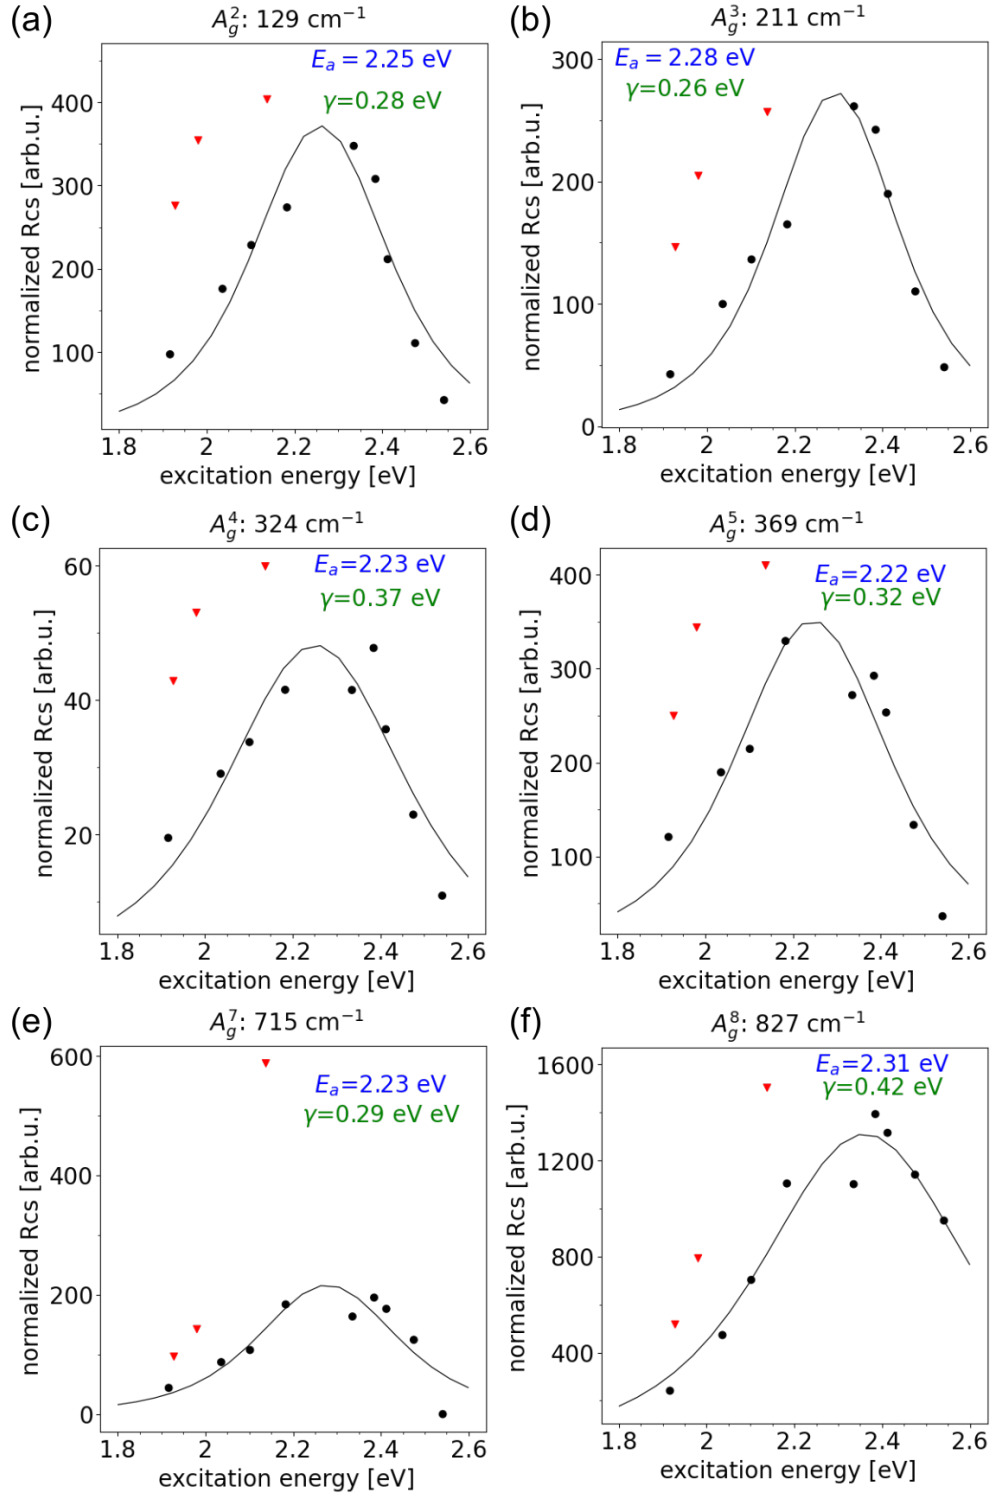 (a)
A_g^2: 129 cm⁻¹
E_a = 2.25 eV
γ=0.28 eV
normalized Rcs [arb.u.]
400
300
200
100
1.8 2 2.2 2.4 2.6
excitation energy [eV]
(b)
A_g^3: 211 cm⁻¹
E_a = 2.28 eV
γ=0.26 eV
normalized Rcs [arb.u.]
300
200
100
0
1.8 2 2.2 2.4 2.6
excitation energy [eV]
(c)
A_g^4: 324 cm⁻¹
E_a=2.23 eV
γ=0.37 eV
normalized Rcs [arb.u.]
60
40
20
1.8 2 2.2 2.4 2.6
excitation energy [eV]
(d)
A_g^5: 369 cm⁻¹
E_a=2.22 eV
γ=0.32 eV
normalized Rcs [arb.u.]
400
300
200
100
1.8 2 2.2 2.4 2.6
excitation energy [eV]
(e)
A_g^7: 715 cm⁻¹
E_a=2.23 eV
γ=0.29 eV eV
normalized Rcs [arb.u.]
600
400
200
0
1.8 2 2.2 2.4 2.6
excitation energy [eV]
(f)
A_g^8: 827 cm⁻¹
E_a=2.31 eV
γ=0.42 eV
normalized Rcs [arb.u.]
1600
1200
800
400
1.8 2 2.2 2.4 2.6
excitation energy [eV]